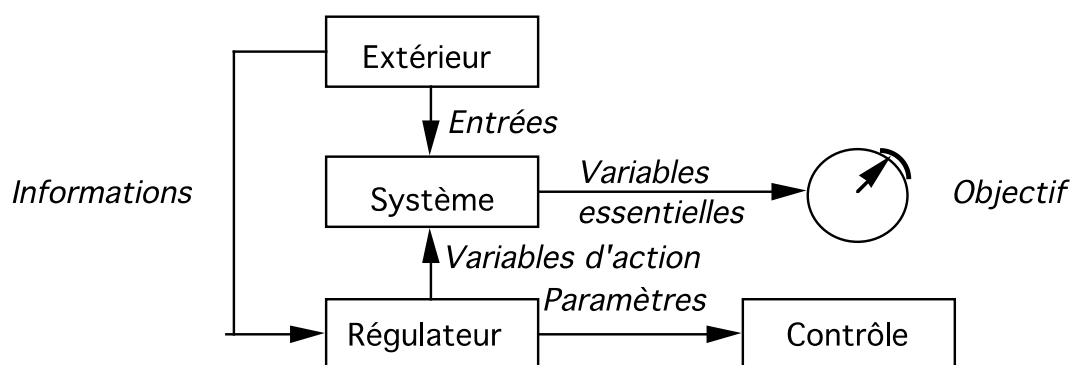 Extérieur
Entrées
Informations
Système
Variables
essentielles
Objectif
Variables d'action
Paramètres
Régulateur
Contrôle